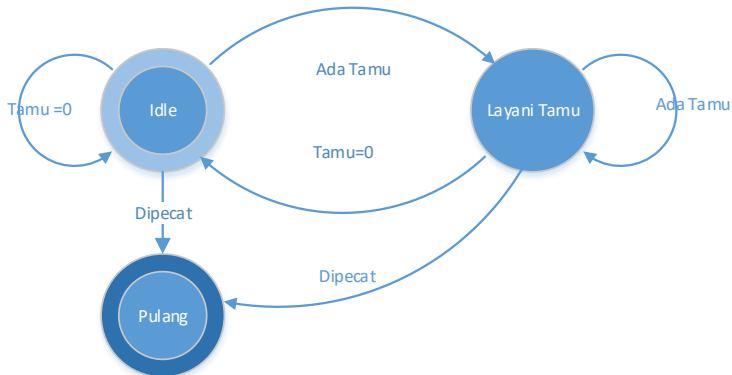 Ada Tamu
Tamu =0
Idle
Layani Tamu
Ada Tamu
Tamu=0
Dipecat
Dipecat
Pulang